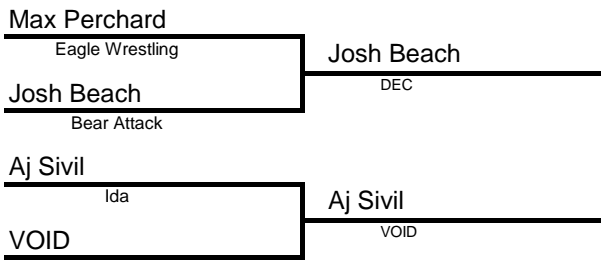 Max Perchard
Eagle Wrestling
Josh Beach
DEC
Josh Beach
Bear Attack
Aj Sivil
Ida
Aj Sivil
VOID
VOID